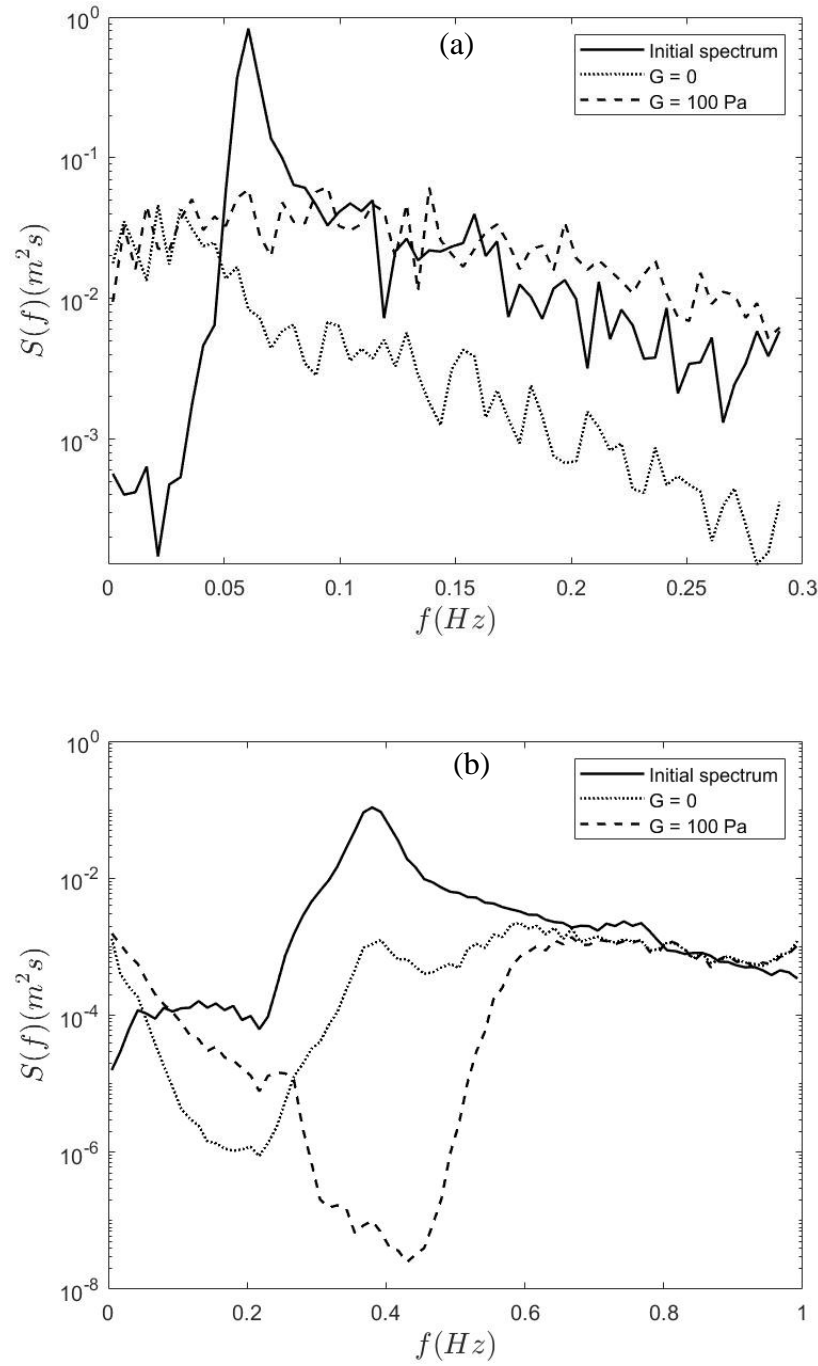 (a)
Initial spectrum
G = 0
G = 100 Pa
10^0
10^-1
10^-2
10^-3
S(f)(m^2s)
0 0.05 0.1 0.15 0.2 0.25 0.3
f(Hz)
(b)
Initial spectrum
G = 0
G = 100 Pa
10^0
10^-2
10^-4
10^-6
10^-8
S(f)(m^2s)
0 0.2 0.4 0.6 0.8 1
f(Hz)